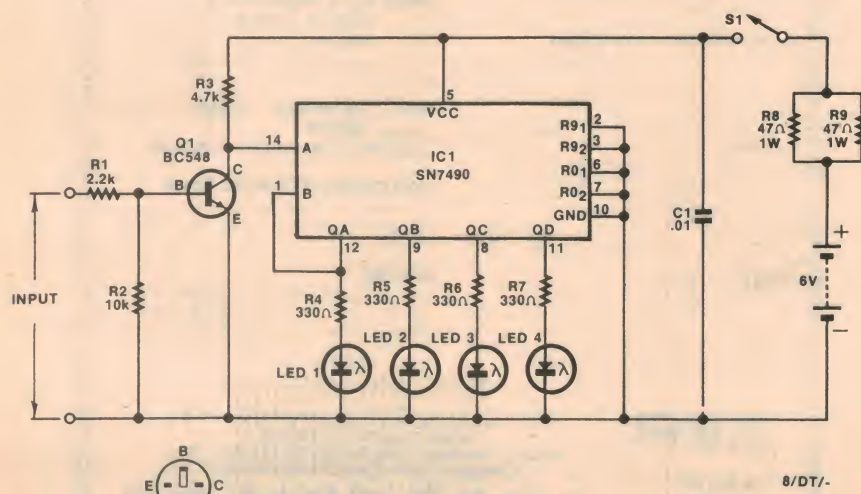 S1
R3
4.7k
5
VCC
R8
47Ω
1W
R9
47Ω
1W
Q1
BC548
14
A
R9₁
2
R9₂
3
IC1
SN7490
R0₁
6
R1
2.2k
B
C
1
B
R0₂
7
E
GND
10
C1
.01
QA
QB
QC
QD
12
9
8
11
+
6V
INPUT
R2
10k
R4
330Ω
R5
330Ω
R6
330Ω
R7
330Ω
−
LED 1
LED 2
LED 3
LED 4
λ
λ
λ
λ
B
E
C
8/DT/-